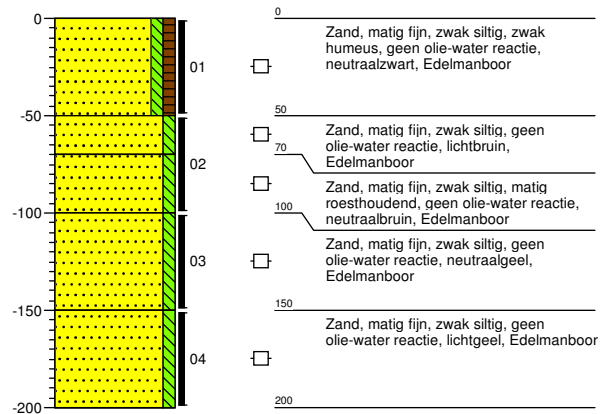 0
-50
-100
-150
-200
01
02
03
04
0
Zand, matig fijn, zwak siltig, zwak
humeus, geen olie-water reactie,
neutraalzwart, Edelmanboor
50
Zand, matig fijn, zwak siltig, geen
olie-water reactie, lichtbruin,
Edelmanboor
70
Zand, matig fijn, zwak siltig, matig
roesthoudend, geen olie-water reactie,
neutraalbruin, Edelmanboor
100
Zand, matig fijn, zwak siltig, geen
olie-water reactie, neutraalgeel,
Edelmanboor
150
Zand, matig fijn, zwak siltig, geen
olie-water reactie, lichtgeel, Edelmanboor
200